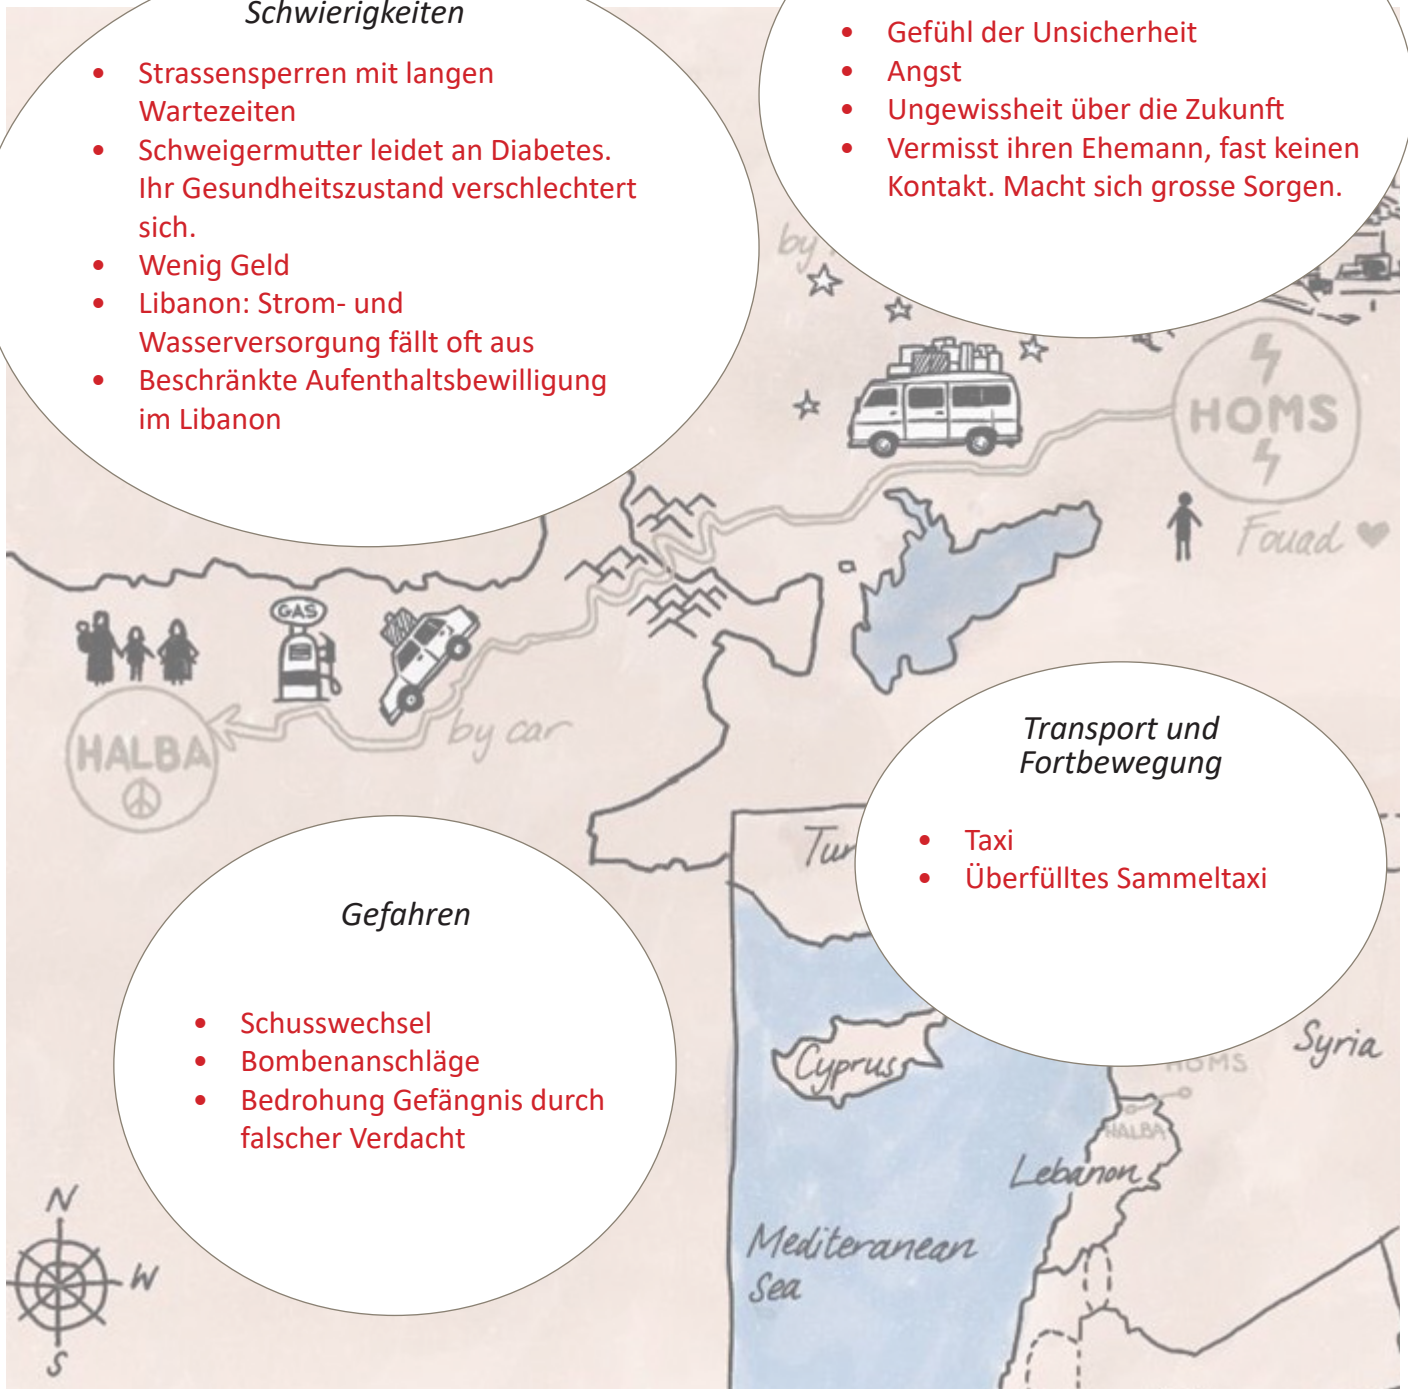 Schwierigkeiten
• Strassensperren mit langen
Wartezeiten
• Schweigermutter leidet an Diabetes.
Ihr Gesundheitszustand verschlechtert
sich.
• Wenig Geld
• Libanon: Strom- und
Wasserversorgung fällt oft aus
• Beschränkte Aufenthaltsbewilligung
im Libanon
• Gefühl der Unsicherheit
• Angst
• Ungewissheit über die Zukunft
• Vermisst ihren Ehemann, fast keinen
Kontakt. Macht sich grosse Sorgen.
by
HOMS
Fouad
GAS
HALBA
by car
Transport und
Fortbewegung
• Taxi
• Überfülltes Sammeltaxi
Gefahren
• Schusswechsel
• Bombenanschläge
• Bedrohung Gefängnis durch
falscher Verdacht
Cyprus
Syria
HOMS
HALBA
Lebanon
Mediteranean
Sea
N
W
S